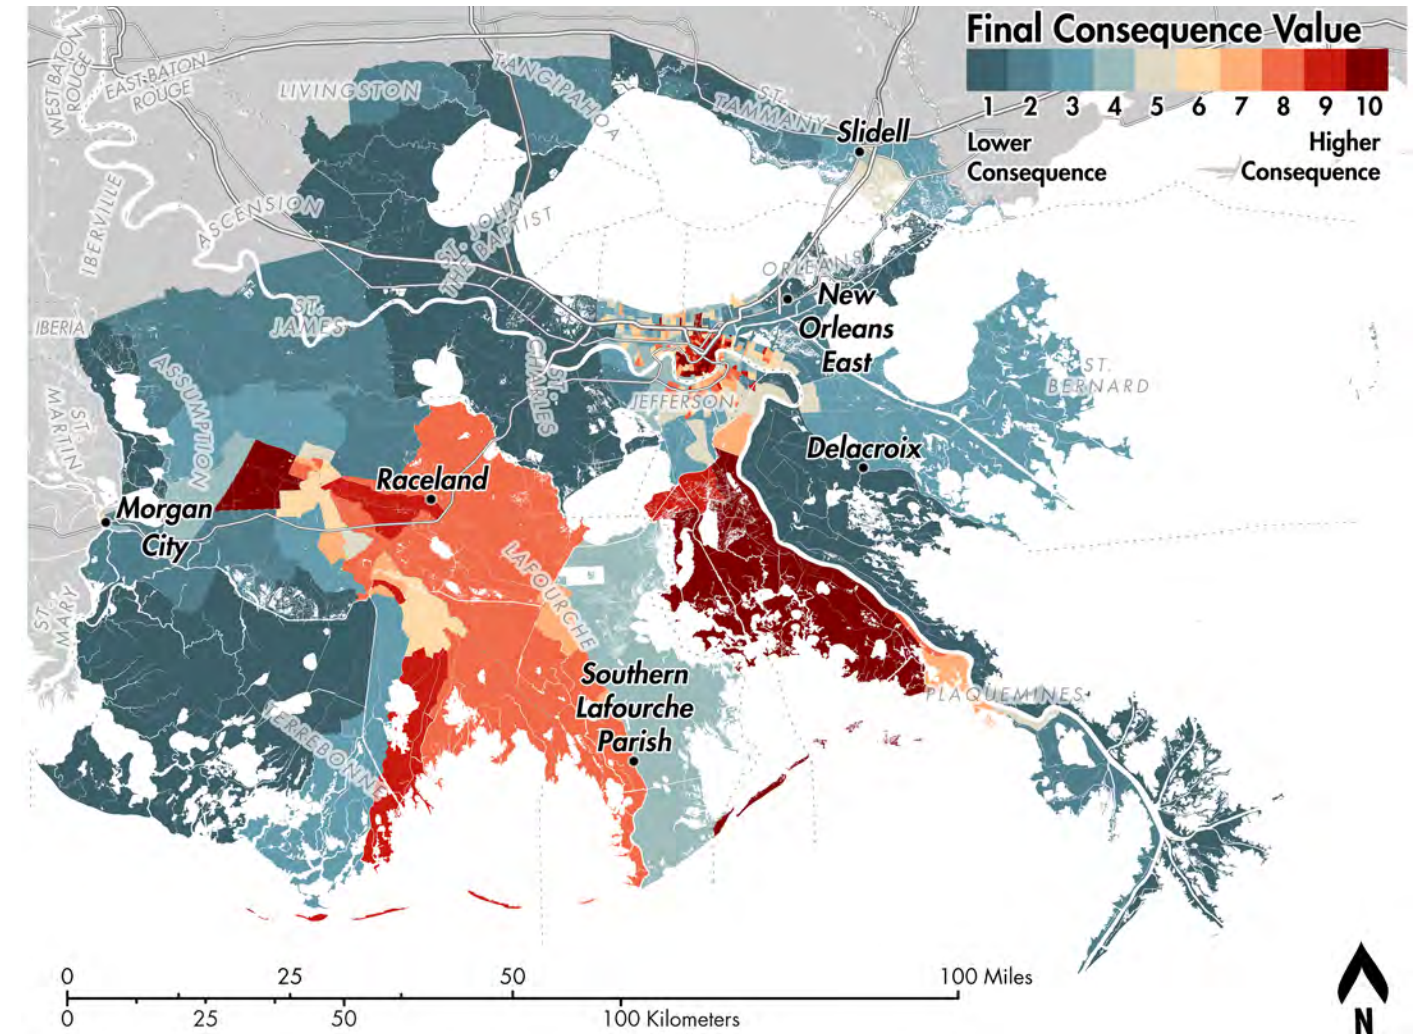 Final Consequence Value
1 2 3 4 5 6 7 8 9 10
Lower
Consequence
Higher
Consequence
WEST BATON
ROUGE
EAST BATON
ROUGE
LIVINGSTON
TANGIPAHOA
ST.
TAMMANY
Slidell
IBERVILLE
ASCENSION
ST. JOHN
THE BAPTIST
ORLEANS
New
Orleans
East
IBERIA
ST.
JAMES
ST.
MARTIN
ASSUMPTION
ST.
CHARLES
JEFFERSON
ST.
BERNARD
Delacroix
Raceland
Morgan
City
ST.
MARY
LAFOURCHE
Southern
Lafourche
Parish
PLAQUEMINES
TERREBONNE
0 25 50 100 Miles
0 25 50 100 Kilometers
N